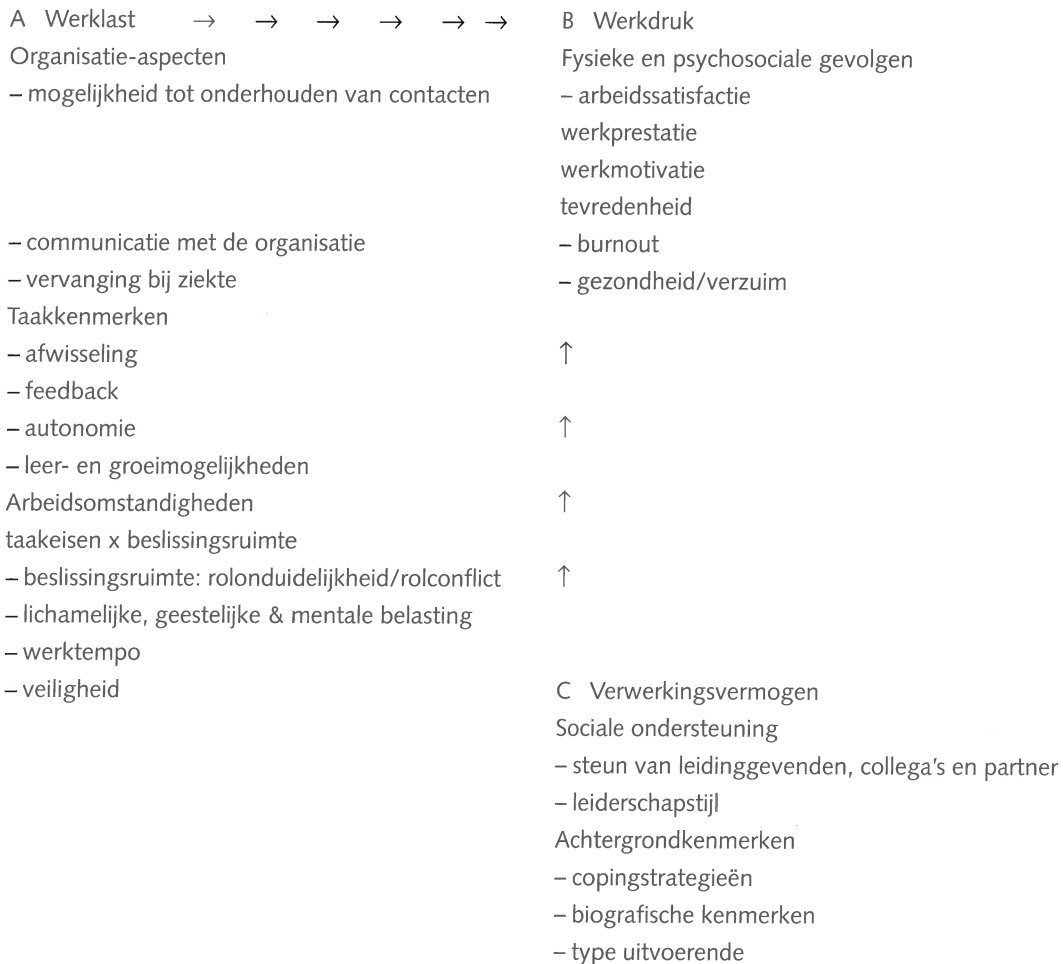 A Werklast → → → → → →
Organisatie-aspecten
– mogelijkheid tot onderhouden van contacten
– communicatie met de organisatie
– vervanging bij ziekte
Taakkenmerken
– afwisseling
– feedback
– autonomie
– leer- en groeimogelijkheden
Arbeidsomstandigheden
taakeisen x beslissingsruimte
– beslissingsruimte: rolonduidelijkheid/rolconflict
– lichamelijke, geestelijke & mentale belasting
– werktempo
– veiligheid
B Werkdruk
Fysieke en psychosociale gevolgen
– arbeidssatisfactie
werkprestatie
werkmotivatie
tevredenheid
– burnout
– gezondheid/verzuim
↑
↑
↑
↑
C Verwerkingsvermogen
Sociale ondersteuning
– steun van leidinggevenden, collega's en partner
– leiderschapstijl
Achtergrondkenmerken
– copingstrategieën
– biografische kenmerken
– type uitvoerende